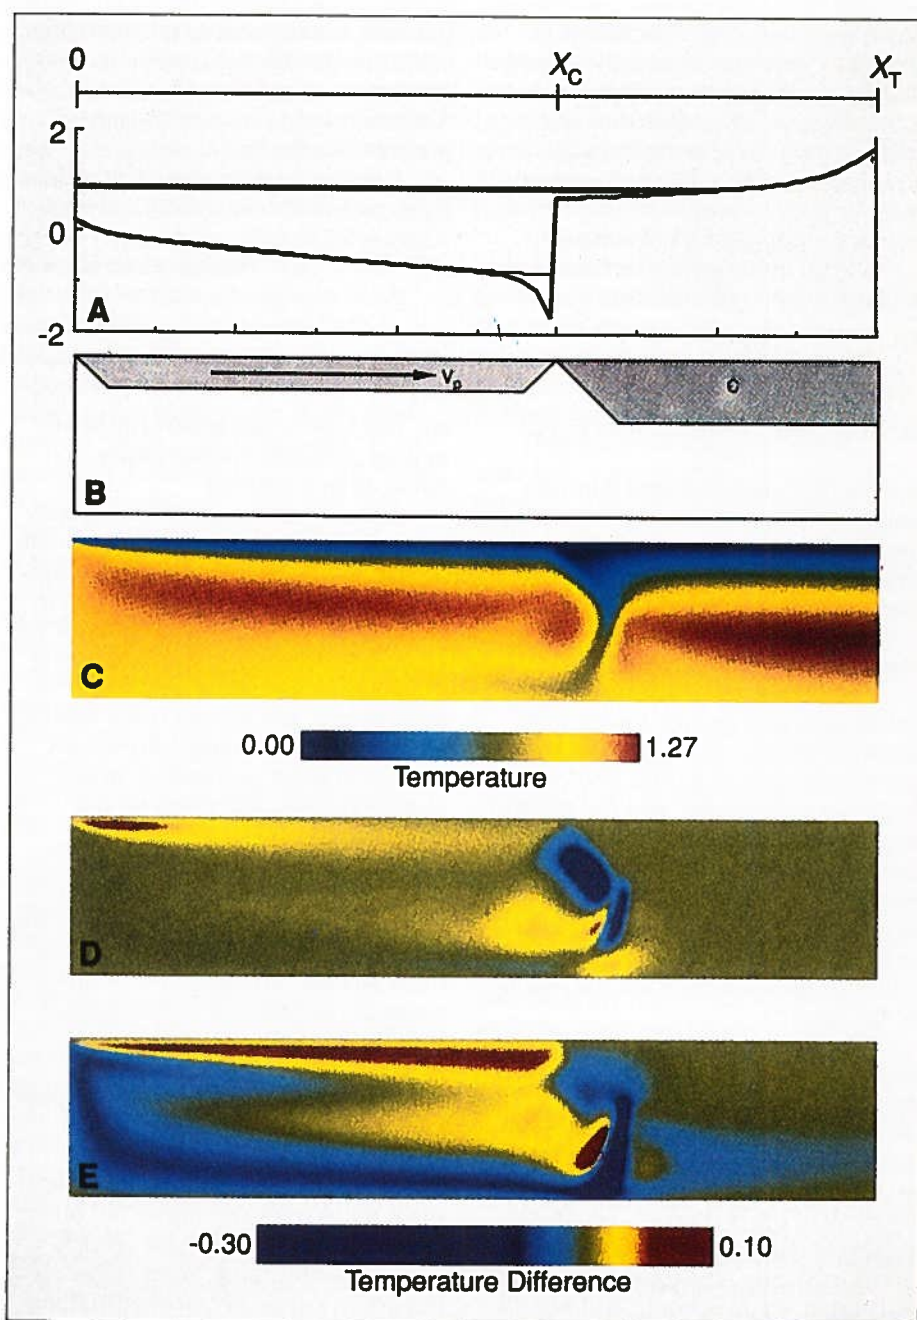 0 X_C X_T
2
0
-2
A
v_p
B
C
0.00 1.27
Temperature
D
E
-0.30 0.10
Temperature Difference